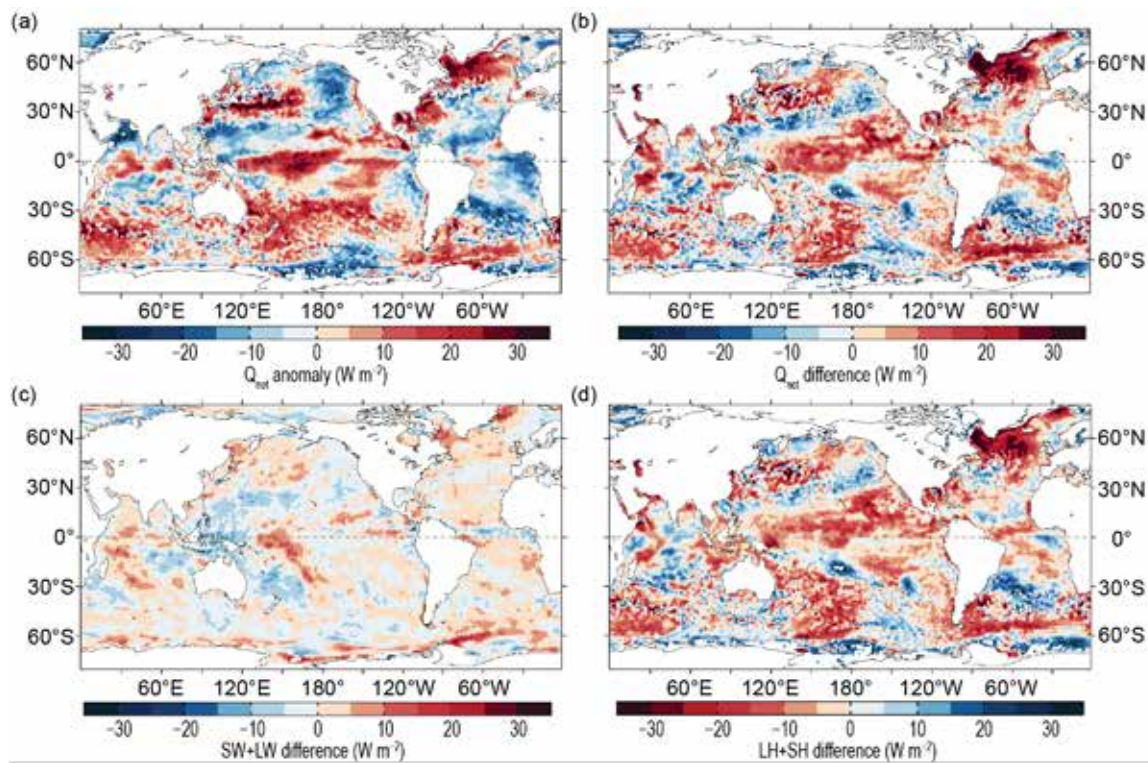 (a)
(b)
60°N
60°N
30°N
30°N
0°
0°
30°S
30°S
60°S
60°S
60°E 120°E 180° 120°W 60°W
60°E 120°E 180° 120°W 60°W
−30 −20 −10 0 10 20 30
−30 −20 −10 0 10 20 30
Qnet anomaly (W m−2)
Qnet difference (W m−2)
(c)
(d)
60°N
60°N
30°N
30°N
0°
0°
30°S
30°S
60°S
60°S
60°E 120°E 180° 120°W 60°W
60°E 120°E 180° 120°W 60°W
−30 −20 −10 0 10 20 30
−30 −20 −10 0 10 20 30
SW+LW difference (W m−2)
LH+SH difference (W m−2)